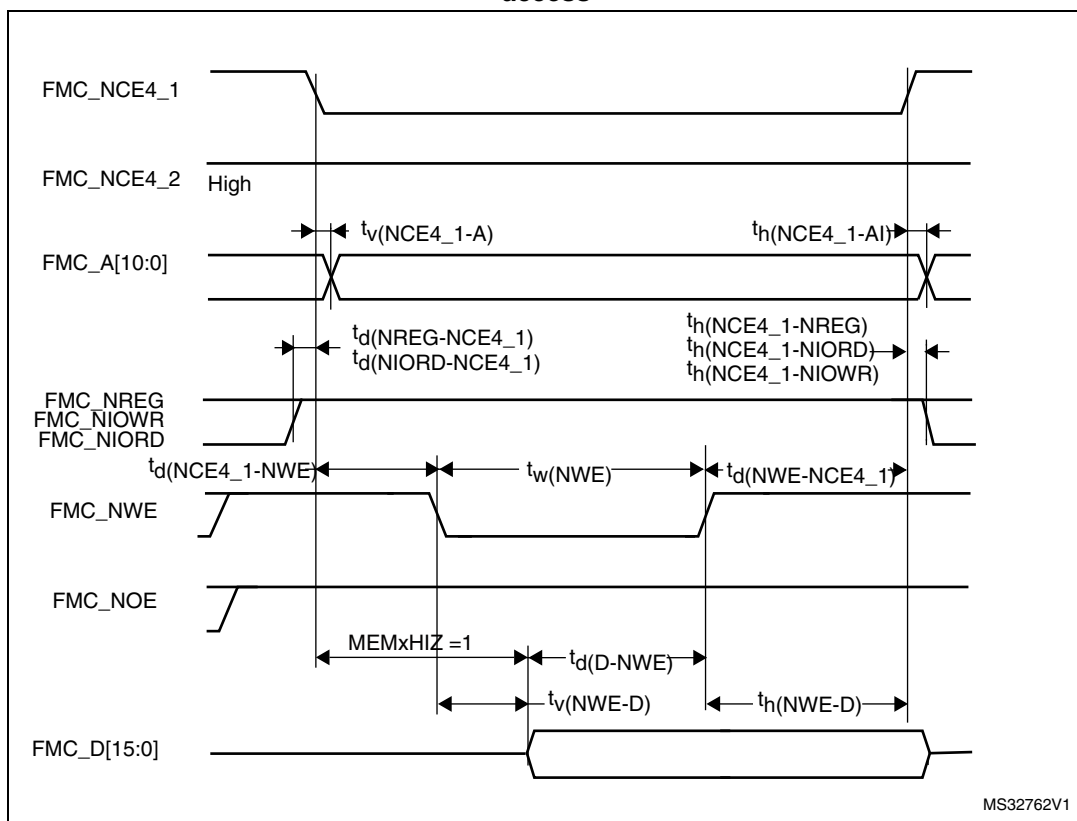 access
FMC_NCE4_1
FMC_NCE4_2 High
tv(NCE4_1-A) th(NCE4_1-AI)
FMC_A[10:0]
td(NREG-NCE4_1) th(NCE4_1-NREG)
td(NIORD-NCE4_1) th(NCE4_1-NIORD)
th(NCE4_1-NIOWR)
FMC_NREG
FMC_NIOWR
FMC_NIORD
td(NCE4_1-NWE) tw(NWE) td(NWE-NCE4_1)
FMC_NWE
FMC_NOE
MEMxHIZ =1
td(D-NWE)
tv(NWE-D) th(NWE-D)
FMC_D[15:0]
MS32762V1